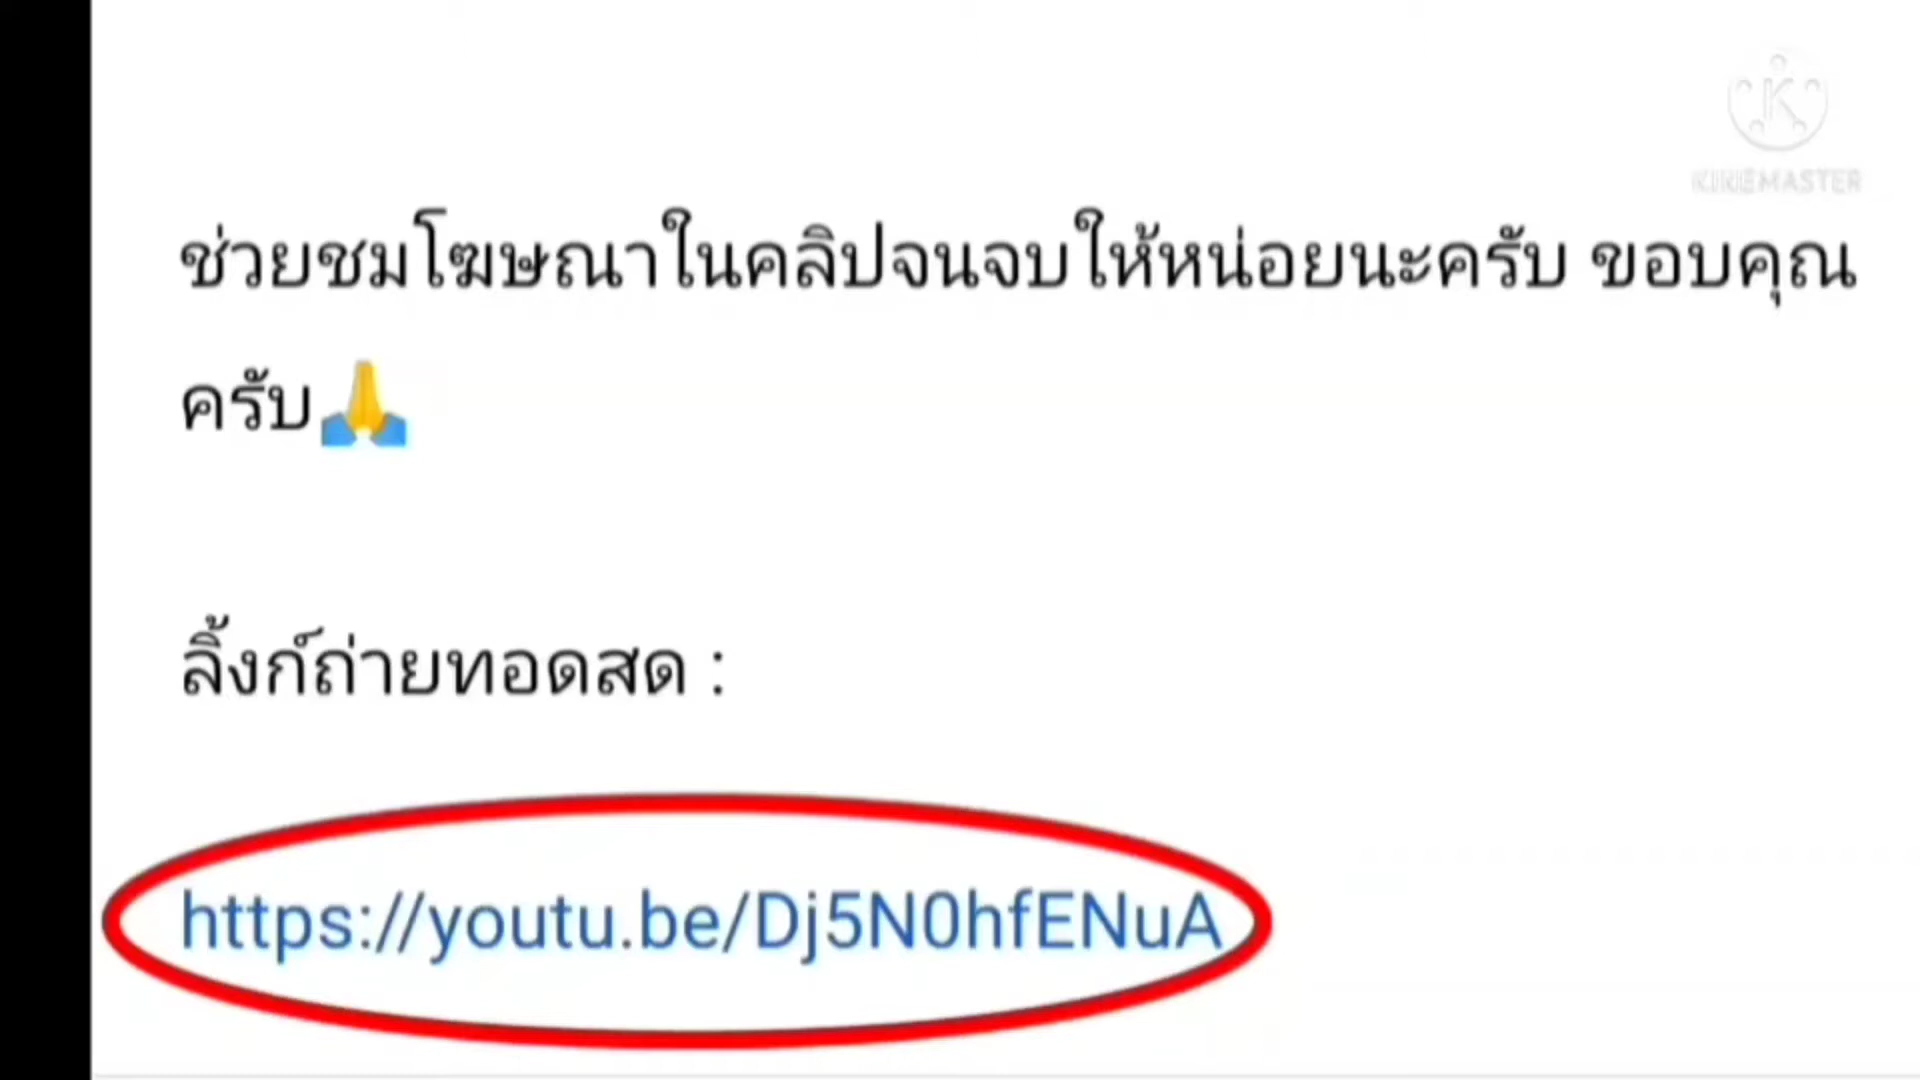 KINEMASTER
ช่วยชมโฆษณาในคลิปจนจบให้หน่อยนะครับ ขอบคุณ
ครับ🙏
ลิ้งก์ถ่ายทอดสด :
https://youtu.be/Dj5N0hfENuA